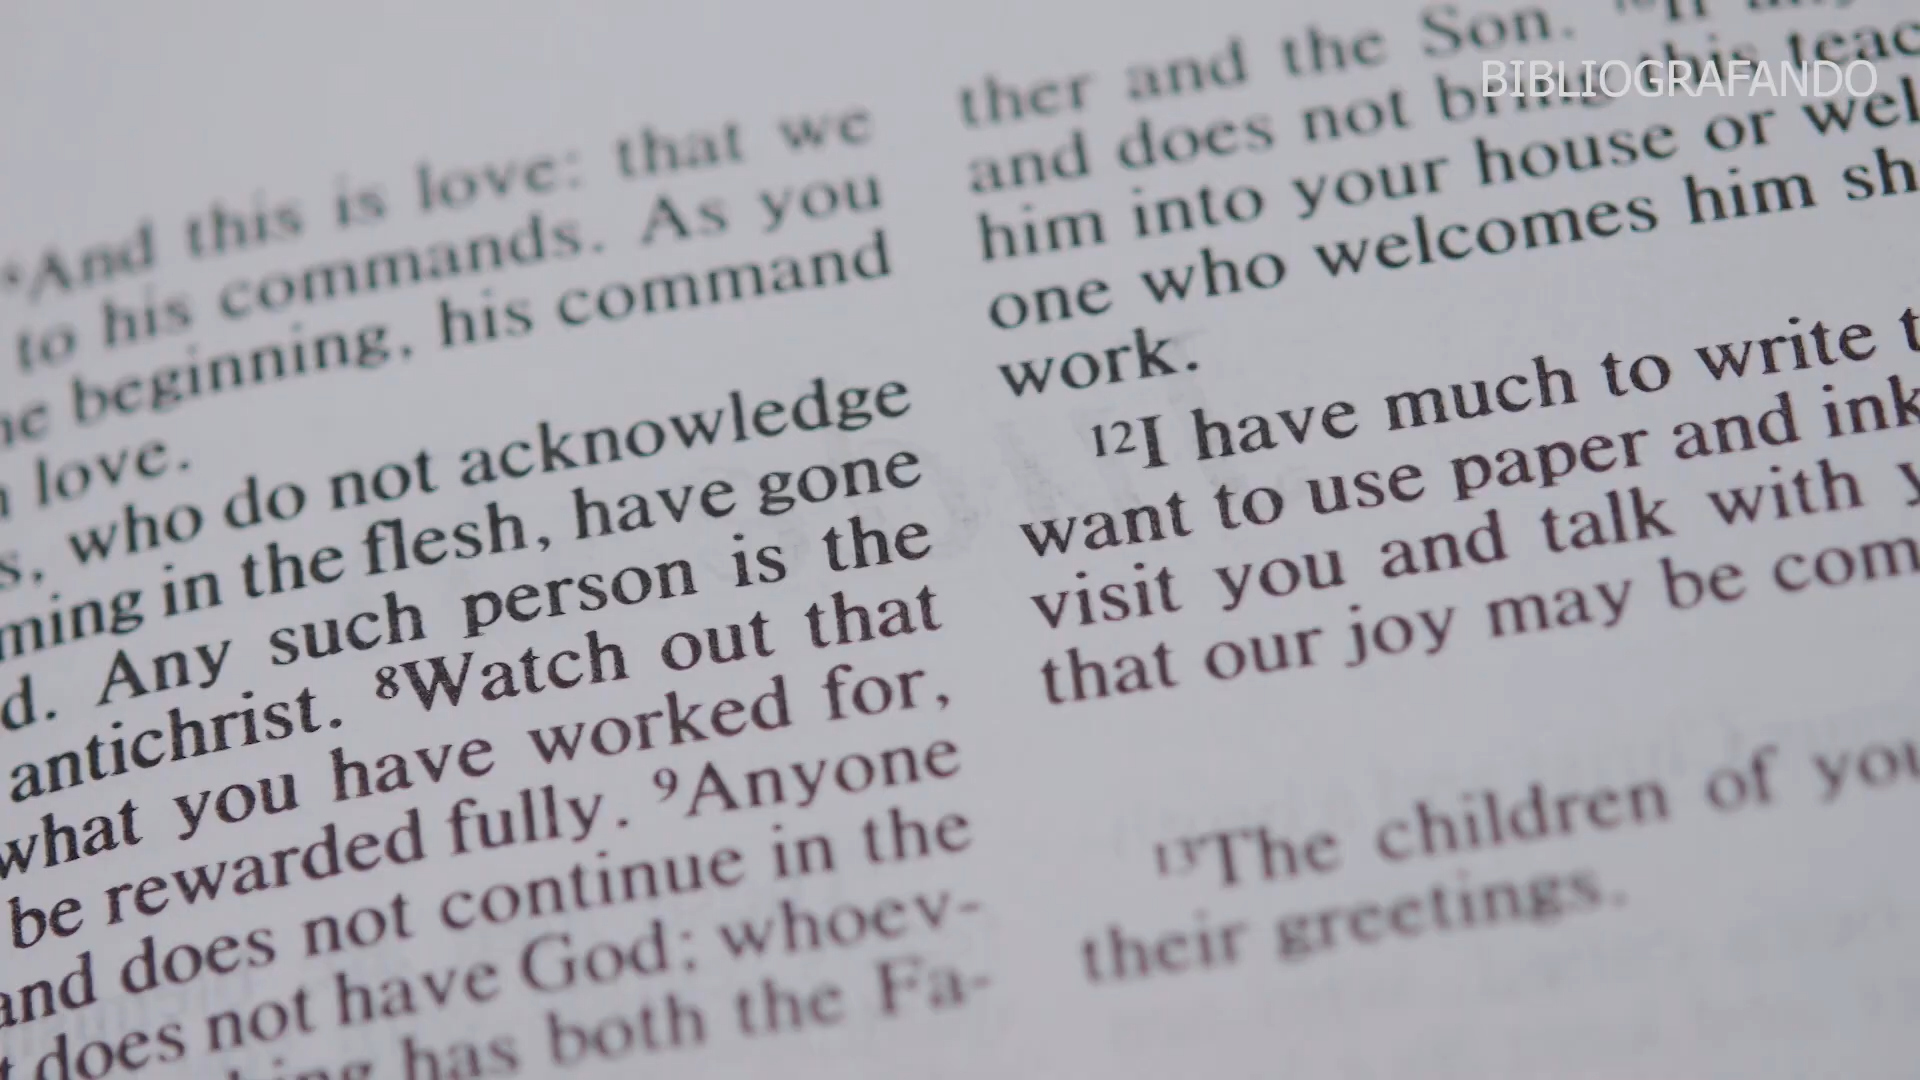 And this is love: that we
to his commands. As you
beginning, his command
love.
who do not acknowledge
in the flesh, have gone
Any such person is the
antichrist. 8Watch out that
what you have worked for,
be rewarded fully. 9Anyone
and does not continue in the
does not have God; whoev-
has both the Fa-
ther and the Son.
and does not bring this
him into your house or
one who welcomes him
work.
12I have much to write
want to use paper and ink
visit you and talk with
that our joy may be
13The children of
their greetings.
BIBLIOGRAFANDO